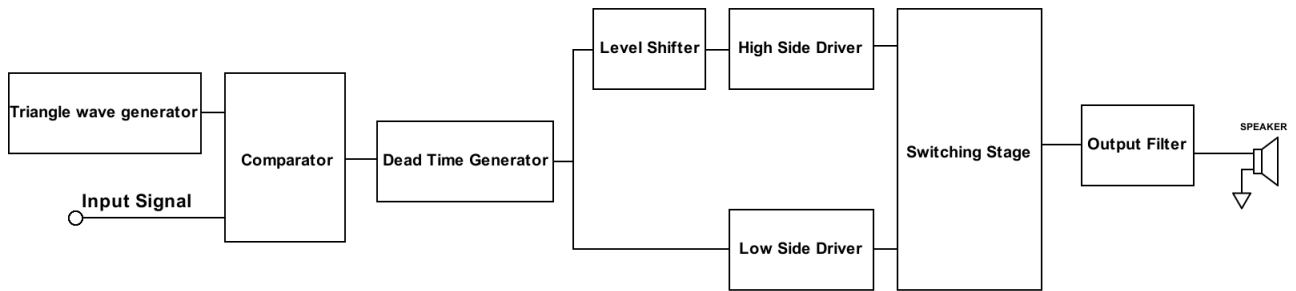 Triangle wave generator
Input Signal
Comparator
Dead Time Generator
Level Shifter
High Side Driver
Low Side Driver
Switching Stage
Output Filter
SPEAKER